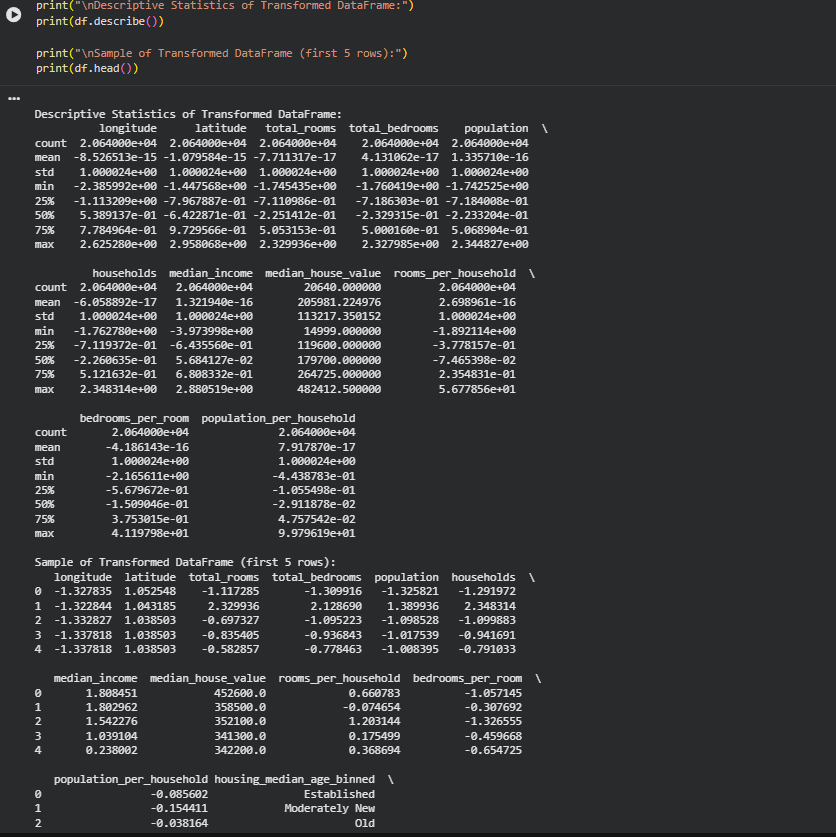 print("\nDescriptive Statistics of Transformed DataFrame:")
print(df.describe())
print("\nSample of Transformed DataFrame (first 5 rows):")
print(df.head())
Descriptive Statistics of Transformed DataFrame:
longitude latitude total_rooms total_bedrooms population \
count 2.064000e+04 2.064000e+04 2.064000e+04 2.064000e+04 2.064000e+04
mean -8.526513e-15 -1.079584e-15 -7.711317e-17 4.131062e-17 1.335710e-16
std 1.000024e+00 1.000024e+00 1.000024e+00 1.000024e+00 1.000024e+00
min -2.385992e+00 -1.447568e+00 -1.745435e+00 -1.760419e+00 -1.742525e+00
25% -1.113209e+00 -7.967887e-01 -7.110986e-01 -7.186303e-01 -7.184008e-01
50% 5.389137e-01 -6.422871e-01 -2.251412e-01 -2.329315e-01 -2.233204e-01
75% 7.784964e-01 9.729566e-01 5.053153e-01 5.000160e-01 5.068904e-01
max 2.625280e+00 2.958068e+00 2.329936e+00 2.327985e+00 2.344827e+00
households median_income median_house_value rooms_per_household \
count 2.064000e+04 2.064000e+04 20640.000000 2.064000e+04
mean -6.058892e-17 1.321940e-16 205981.224976 2.698961e-16
std 1.000024e+00 1.000024e+00 113217.350152 1.000024e+00
min -1.762780e+00 -3.973998e+00 14999.000000 -1.892114e+00
25% -7.119372e-01 -6.435560e-01 119600.000000 -3.778157e-01
50% -2.260635e-01 5.684127e-02 179700.000000 -7.465398e-02
75% 5.121632e-01 6.808332e-01 264725.000000 2.354831e-01
max 2.348314e+00 2.880519e+00 482412.500000 5.677856e+01
bedrooms_per_room population_per_household
count 2.064000e+04 2.064000e+04
mean -4.186143e-16 7.917870e-17
std 1.000024e+00 1.000024e+00
min -2.165611e+00 -4.438783e-01
25% -5.679672e-01 -1.055498e-01
50% -1.509046e-01 -2.911878e-02
75% 3.753015e-01 4.757542e-02
max 4.119798e+01 9.979619e+01
Sample of Transformed DataFrame (first 5 rows):
longitude latitude total_rooms total_bedrooms population households \
0 -1.327835 1.052548 -1.117285 -1.309916 -1.325821 -1.291972
1 -1.322844 1.043185 2.329936 2.128690 1.389936 2.348314
2 -1.332827 1.038503 -0.697327 -1.095223 -1.098528 -1.099883
3 -1.337818 1.038503 -0.835405 -0.936843 -1.017539 -0.941691
4 -1.337818 1.038503 -0.582857 -0.778463 -1.008395 -0.791033
median_income median_house_value rooms_per_household bedrooms_per_room \
0 1.808451 452600.0 0.660783 -1.057145
1 1.802962 358500.0 -0.074654 -0.307692
2 1.542276 352100.0 1.203144 -1.326555
3 1.039104 341300.0 0.175499 -0.459668
4 0.238002 342200.0 0.368694 -0.654725
population_per_household housing_median_age_binned \
0 -0.085602 Established
1 -0.154411 Moderately New
2 -0.038164 Old